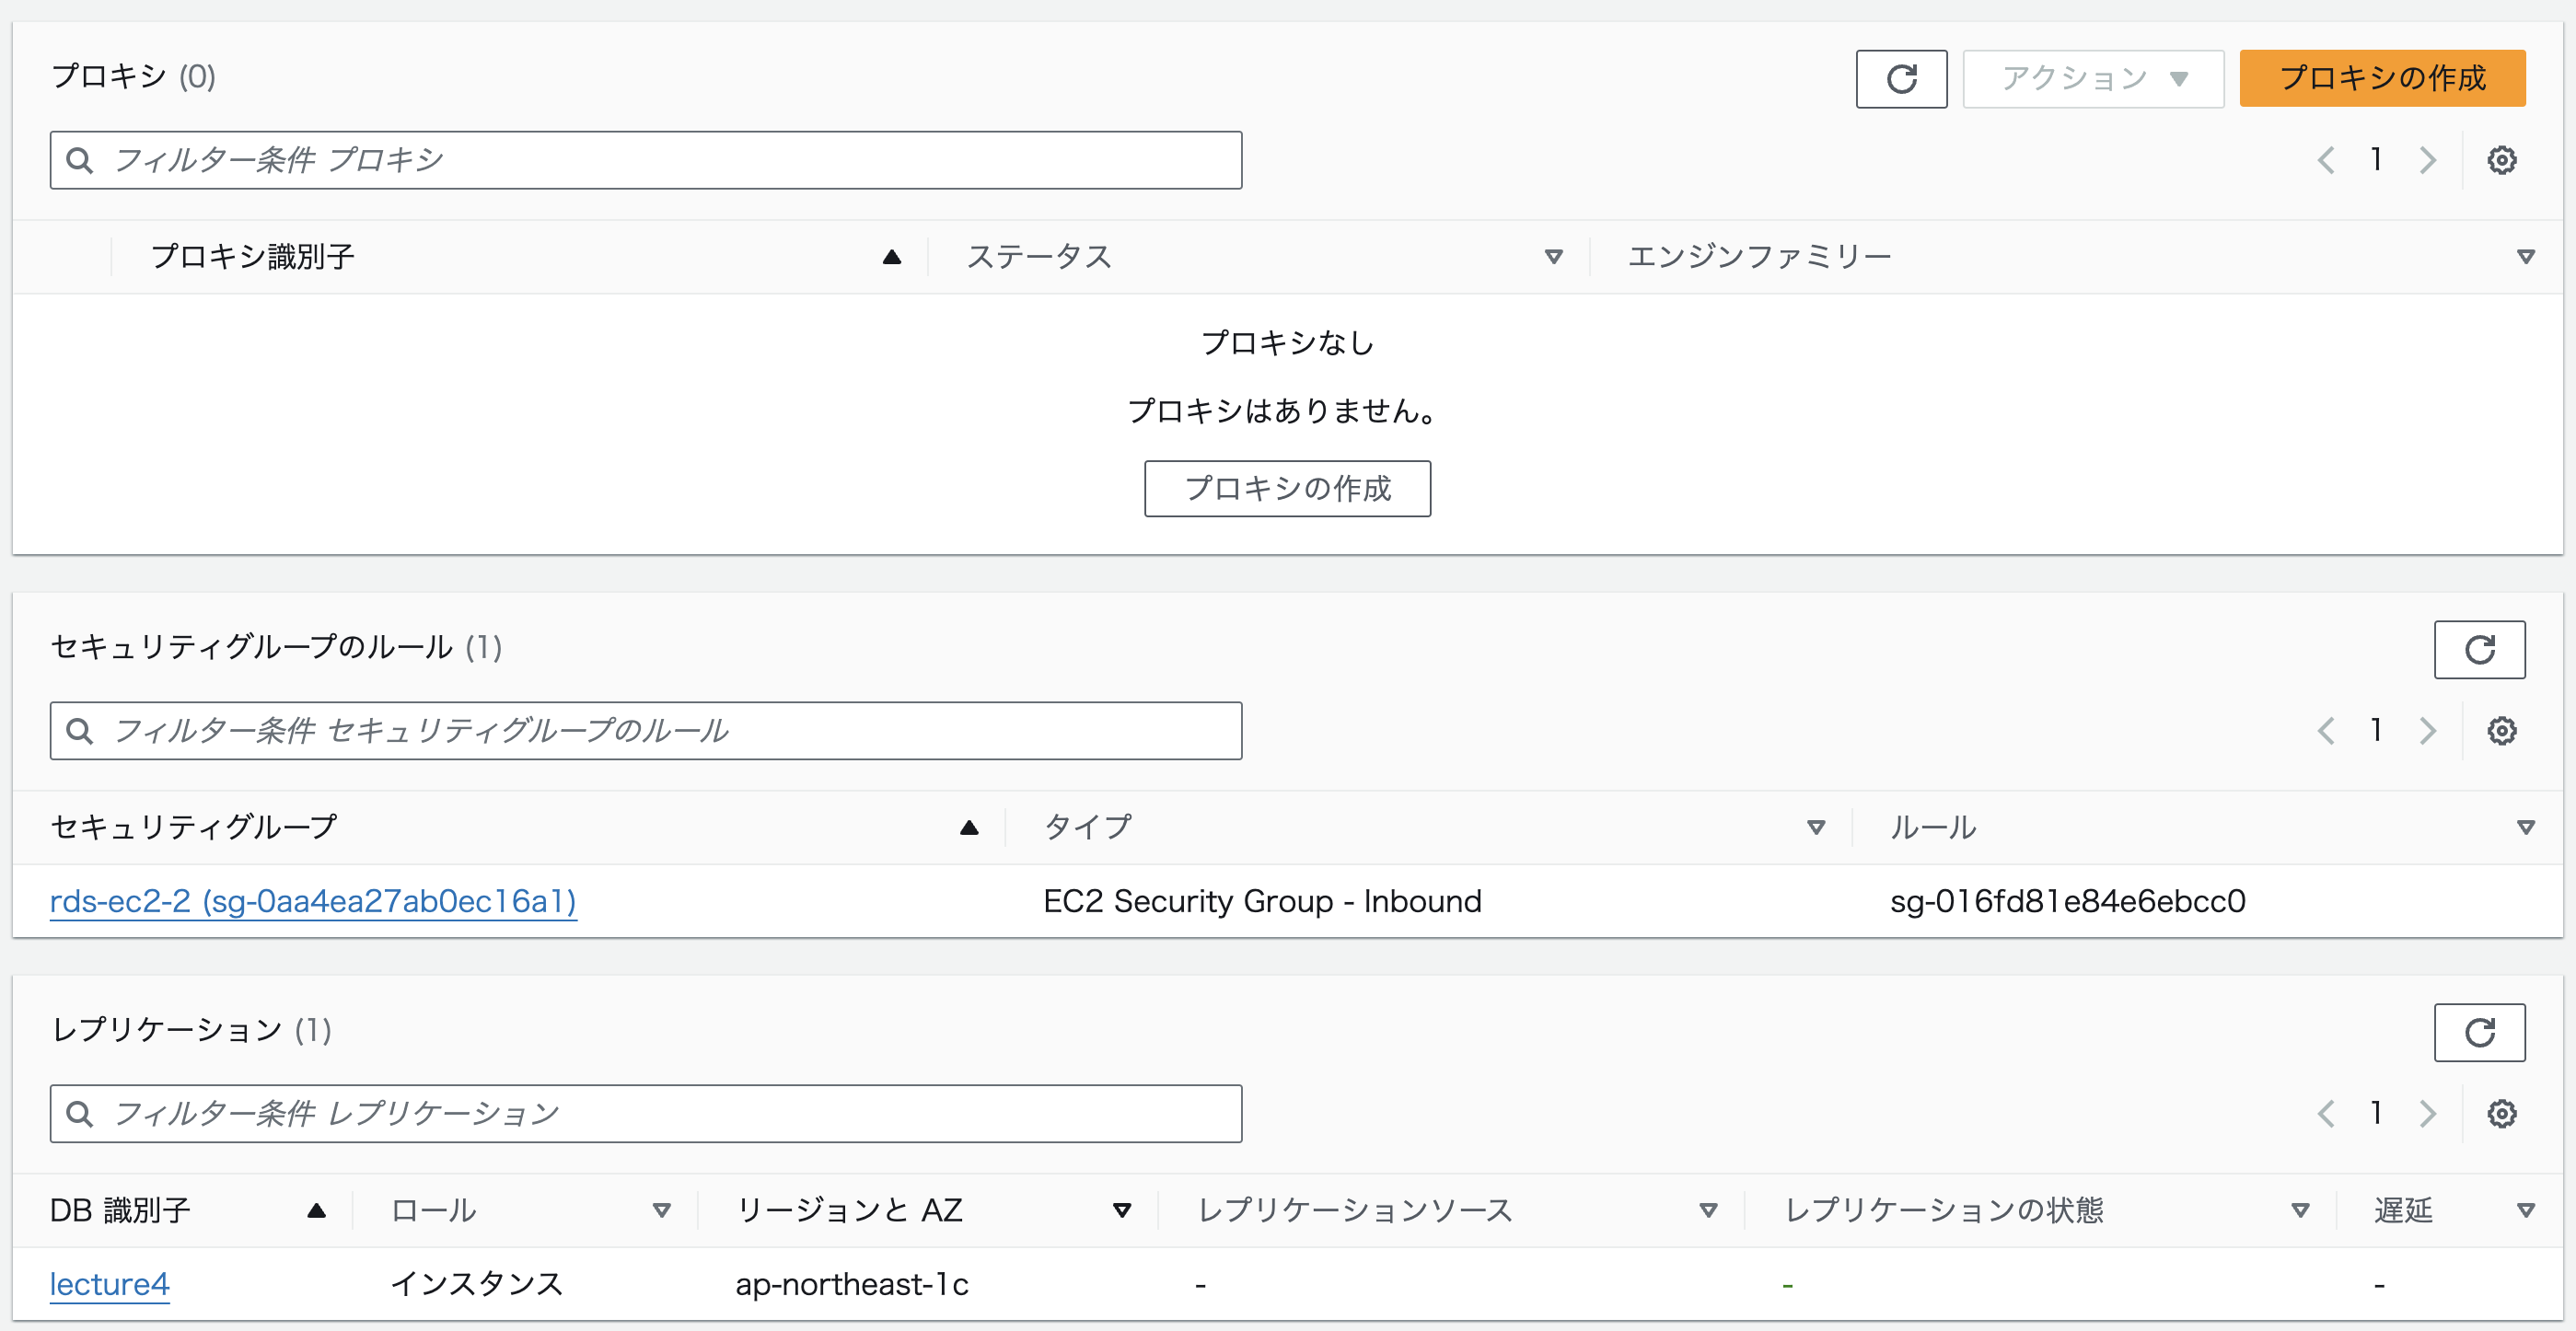 プロキシ (0)
アクション
プロキシの作成
フィルター条件 プロキシ
1
プロキシ識別子
ステータス
エンジンファミリー
プロキシなし
プロキシはありません。
プロキシの作成
セキュリティグループのルール (1)
フィルター条件 セキュリティグループのルール
1
セキュリティグループ
タイプ
ルール
rds-ec2-2 (sg-0aa4ea27ab0ec16a1)
EC2 Security Group - Inbound
sg-016fd81e84e6ebcc0
レプリケーション (1)
フィルター条件 レプリケーション
1
DB 識別子
ロール
リージョンと AZ
レプリケーションソース
レプリケーションの状態
遅延
lecture4
インスタンス
ap-northeast-1c
-
-
-